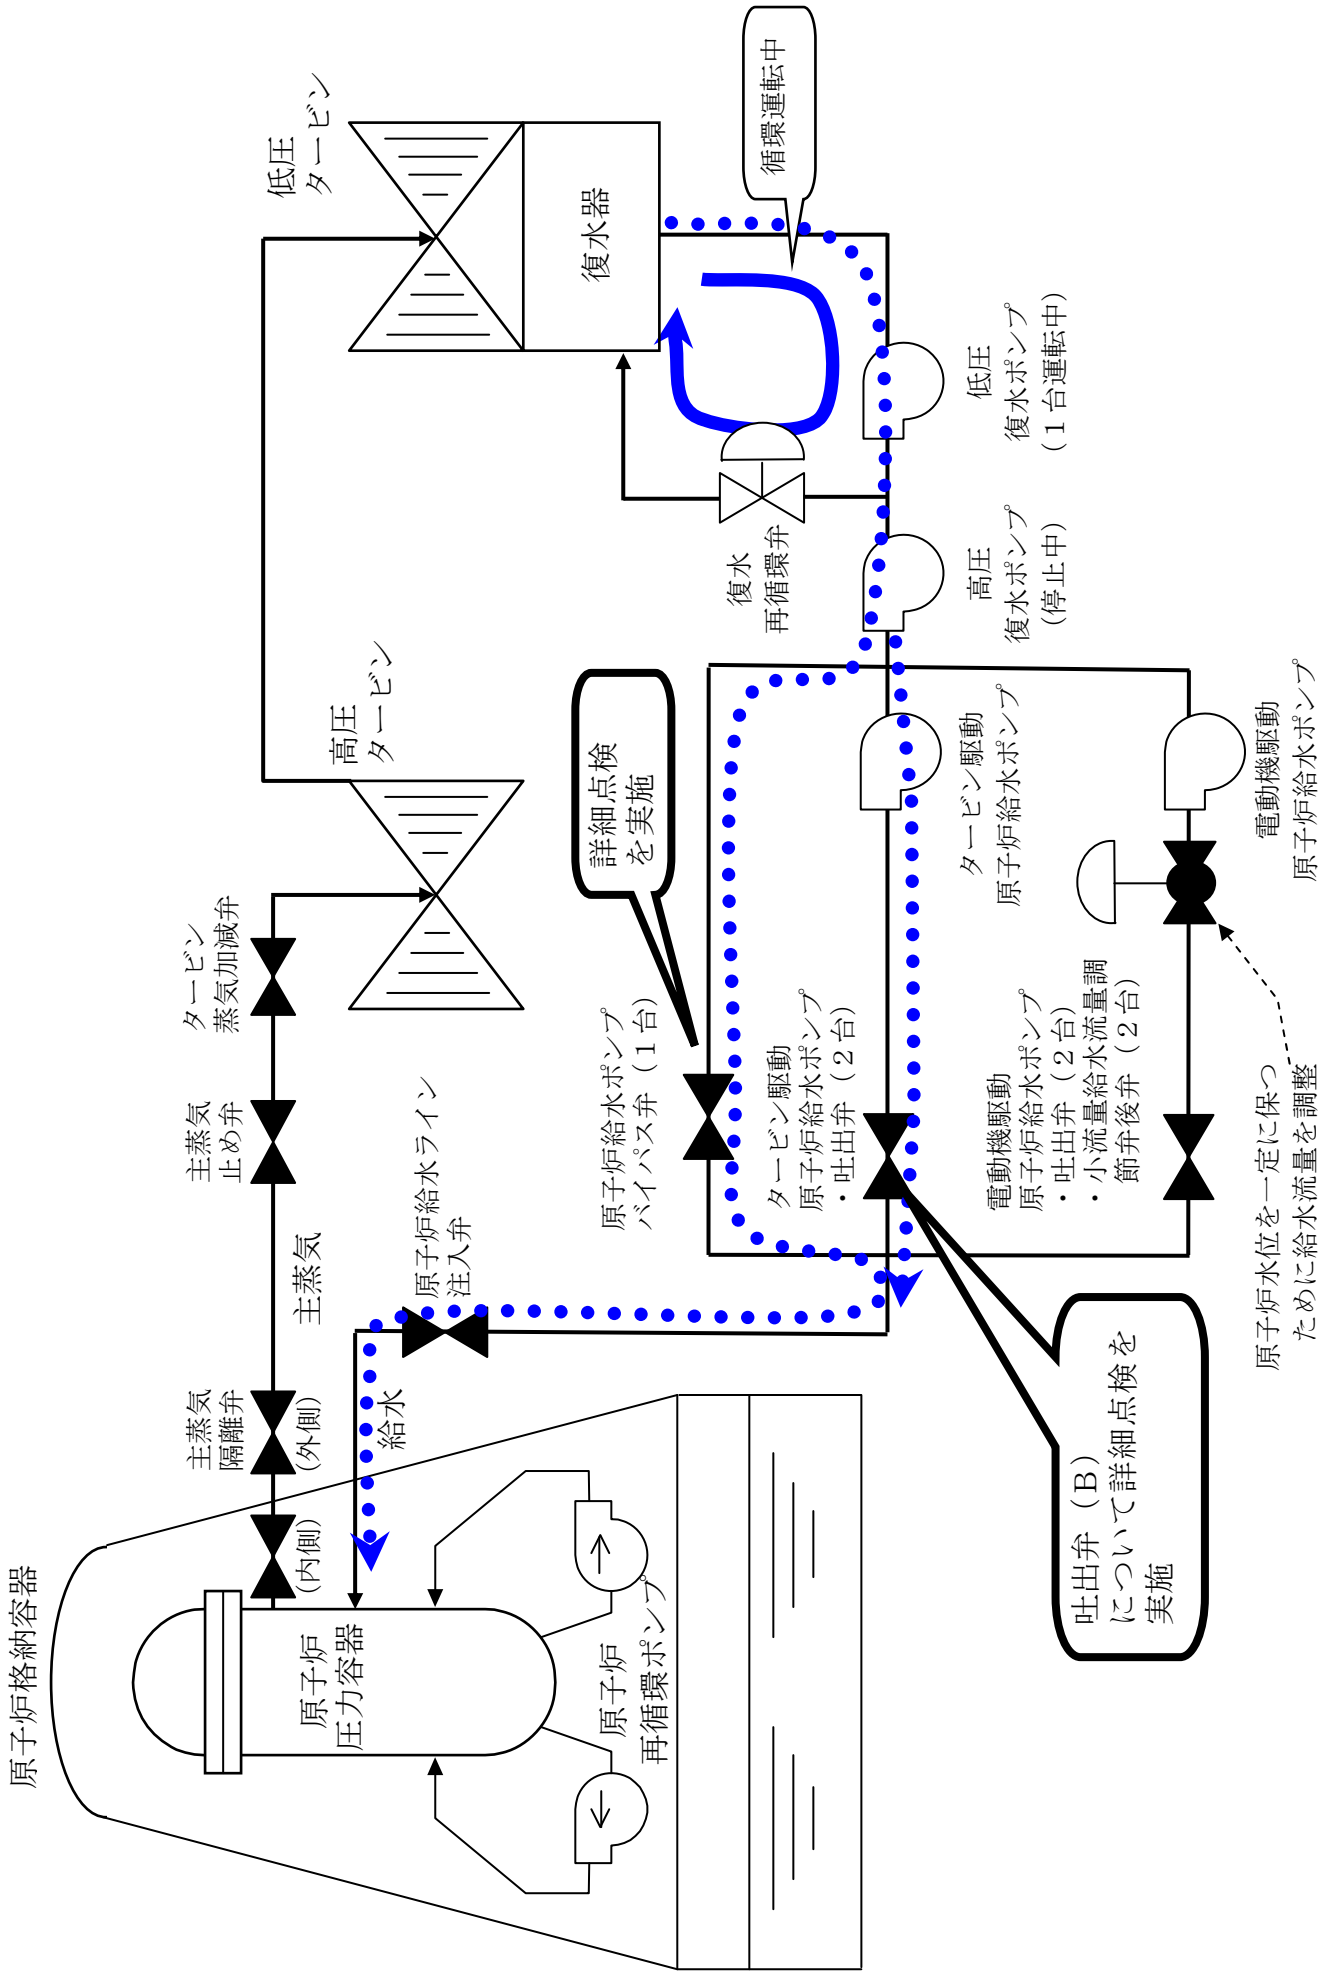 原子炉格納容器
原子炉
圧力容器
原子炉
再循環ポンプ
主蒸気
隔離弁
(内側)
(外側)
主蒸気
主蒸気
止め弁
タービン
蒸気加減弁
高圧
タービン
低圧
タービン
復水器
循環運転中
給水
原子炉給水ライン
注入弁
原子炉給水ポンプ
バイパス弁（1台）
詳細点検
を実施
復水
再循環弁
低圧
復水ポンプ
（1台運転中）
高圧
復水ポンプ
(停止中)
タービン駆動
原子炉給水ポンプ
・吐出弁（2台）
タービン駆動
原子炉給水ポンプ
電動機駆動
原子炉給水ポンプ
・吐出弁（2台）
・小流量給水流量調
節弁後弁（2台）
電動機駆動
原子炉給水ポンプ
吐出弁（B）
について詳細点検を
実施
原子炉水位を一定に保つ
ために給水流量を調整